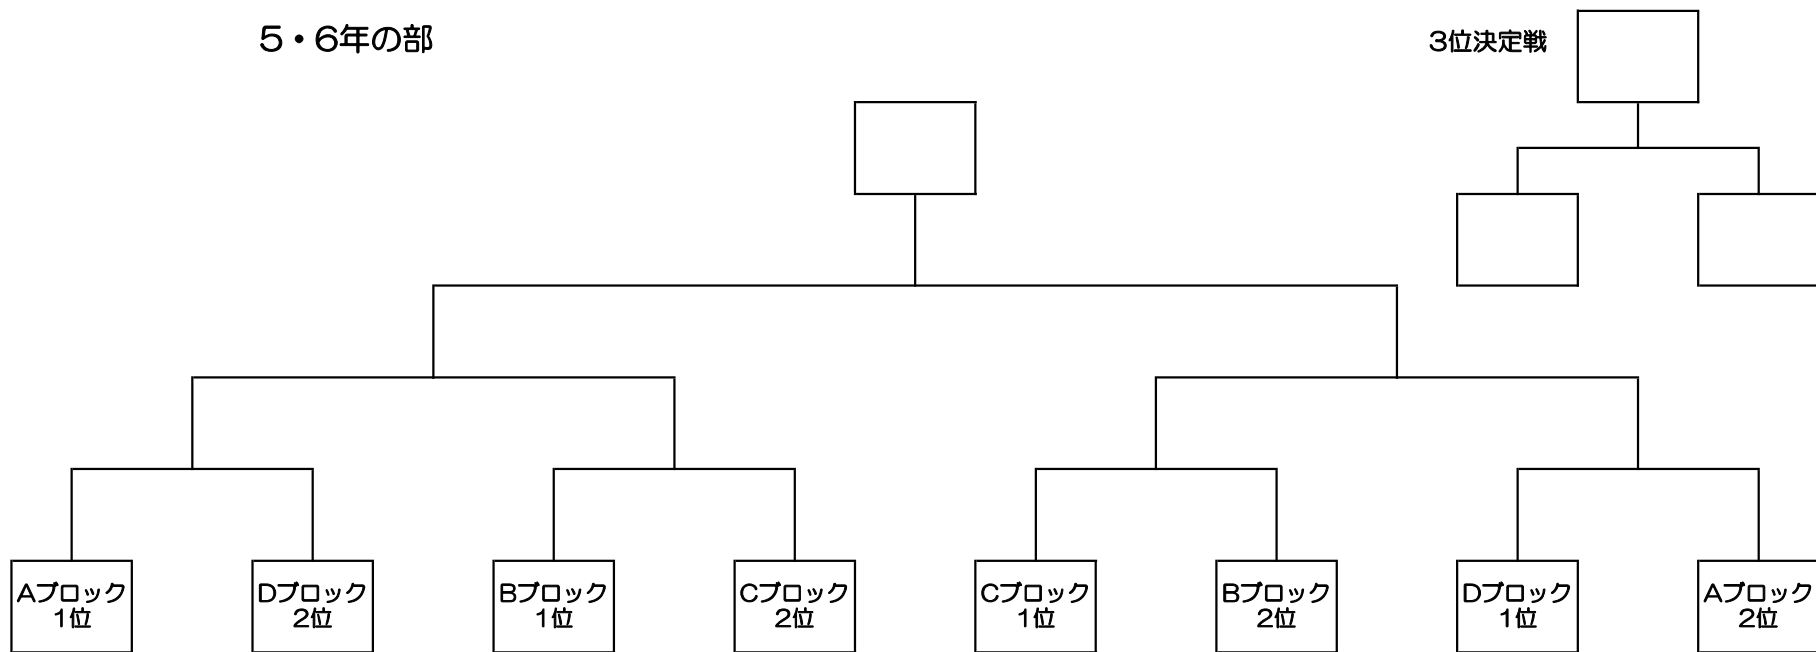 5・6年の部
3位決定戦
Aブロック
1位
Dブロック
2位
Bブロック
1位
Cブロック
2位
Cブロック
1位
Bブロック
2位
Dブロック
1位
Aブロック
2位